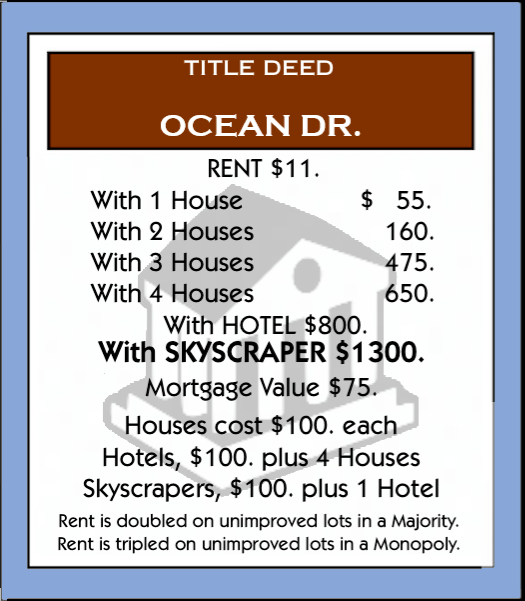 TITLE DEED
OCEAN DR.
RENT $11.
With 1 House $ 55.
With 2 Houses 160.
With 3 Houses 475.
With 4 Houses 650.
With HOTEL $800.
With SKYSCRAPER $1300.
Mortgage Value $75.
Houses cost $100. each
Hotels, $100. plus 4 Houses
Skyscrapers, $100. plus 1 Hotel
Rent is doubled on unimproved lots in a Majority.
Rent is tripled on unimproved lots in a Monopoly.